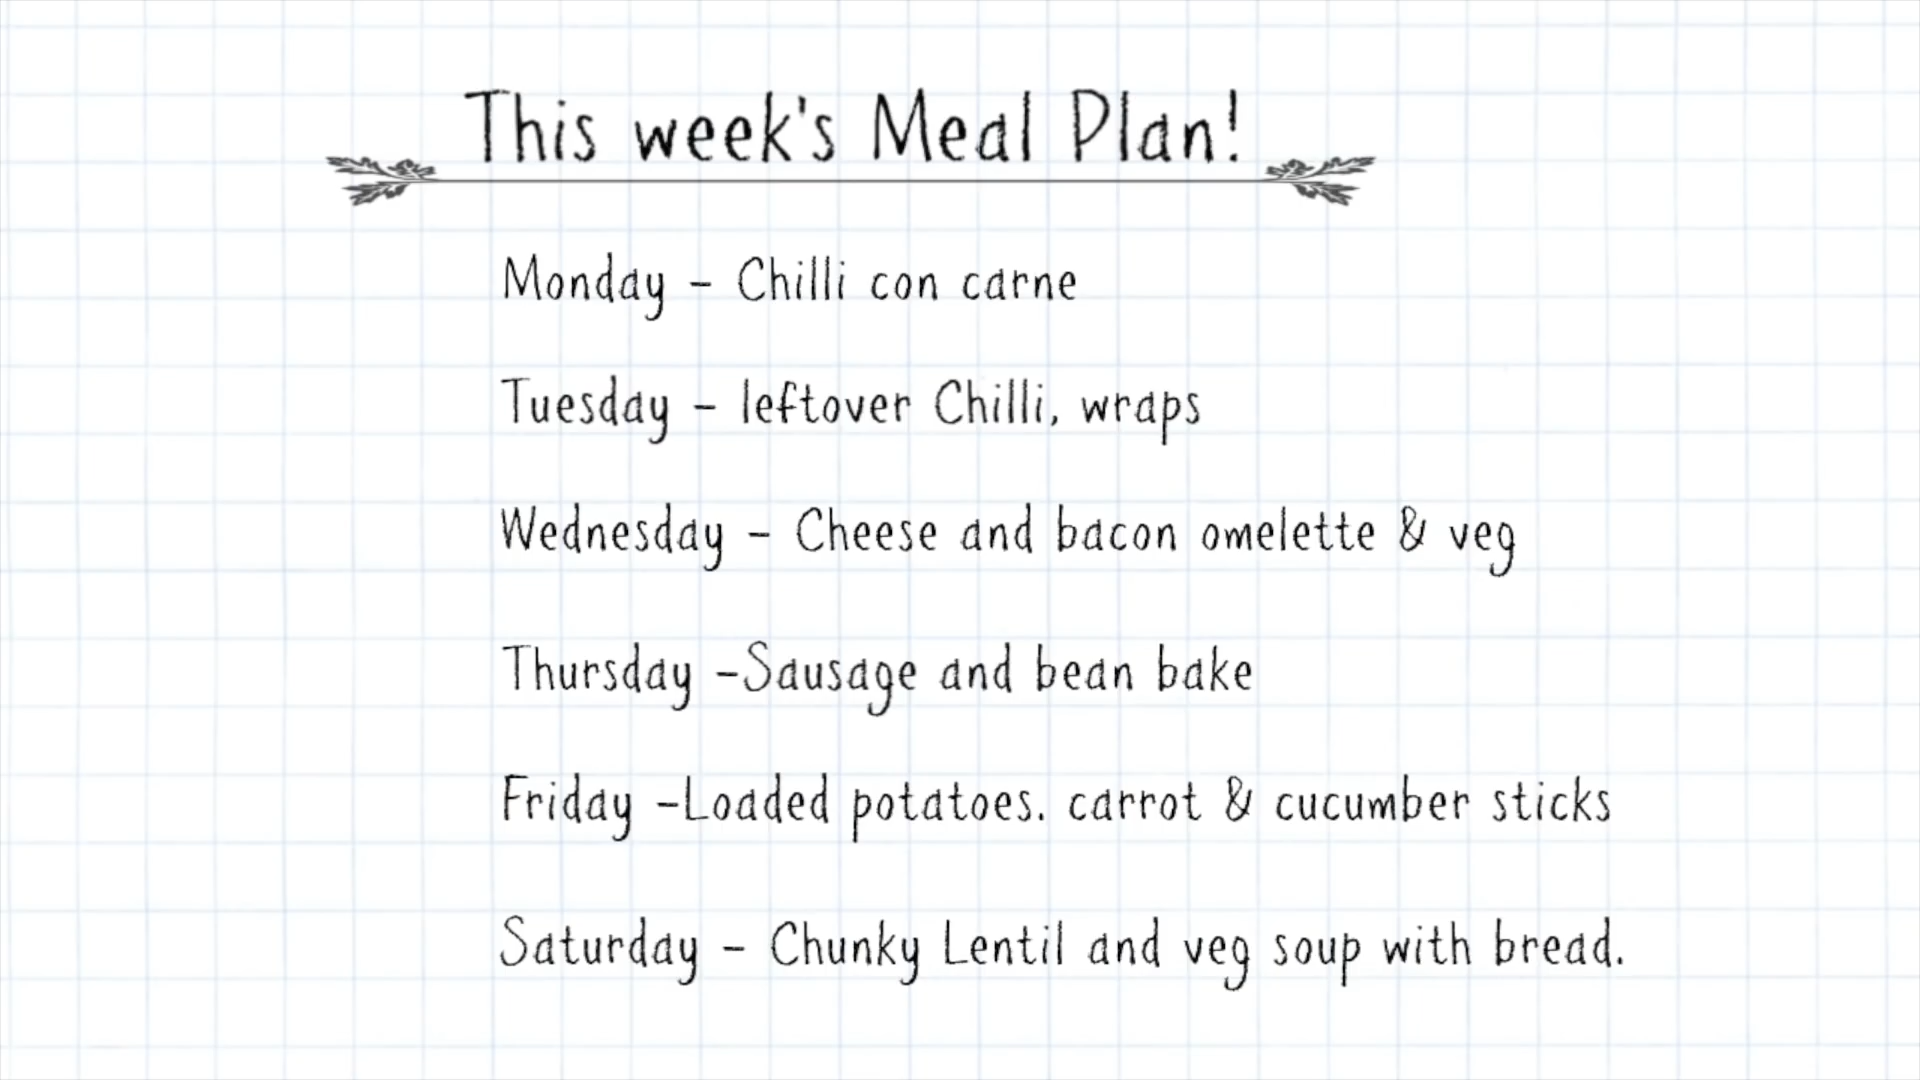 This week's Meal Plan!
Monday - Chilli con carne
Tuesday - leftover Chilli, wraps
Wednesday - Cheese and bacon omelette & veg
Thursday -Sausage and bean bake
Friday -Loaded potatoes. carrot & cucumber sticks
Saturday - Chunky Lentil and veg soup with bread.